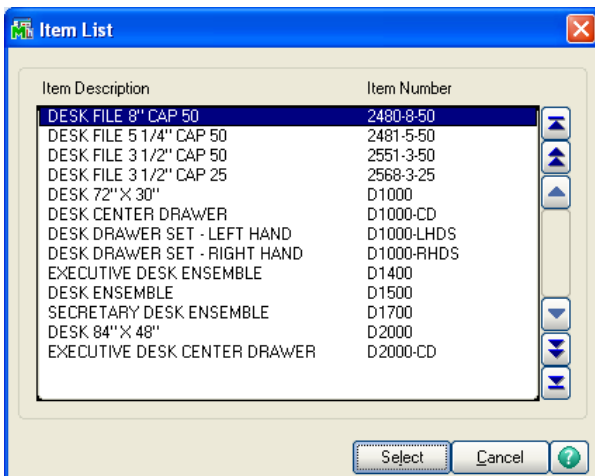 Item List
Item Description Item Number
DESK FILE 8" CAP 50 2480-8-50
DESK FILE 5 1/4" CAP 50 2481-5-50
DESK FILE 3 1/2" CAP 50 2551-3-50
DESK FILE 3 1/2" CAP 25 2568-3-25
DESK 72" X 30" D1000
DESK CENTER DRAWER D1000-CD
DESK DRAWER SET - LEFT HAND D1000-LHDS
DESK DRAWER SET - RIGHT HAND D1000-RHDS
EXECUTIVE DESK ENSEMBLE D1400
DESK ENSEMBLE D1500
SECRETARY DESK ENSEMBLE D1700
DESK 84" X 48" D2000
EXECUTIVE DESK CENTER DRAWER D2000-CD
Select Cancel ?